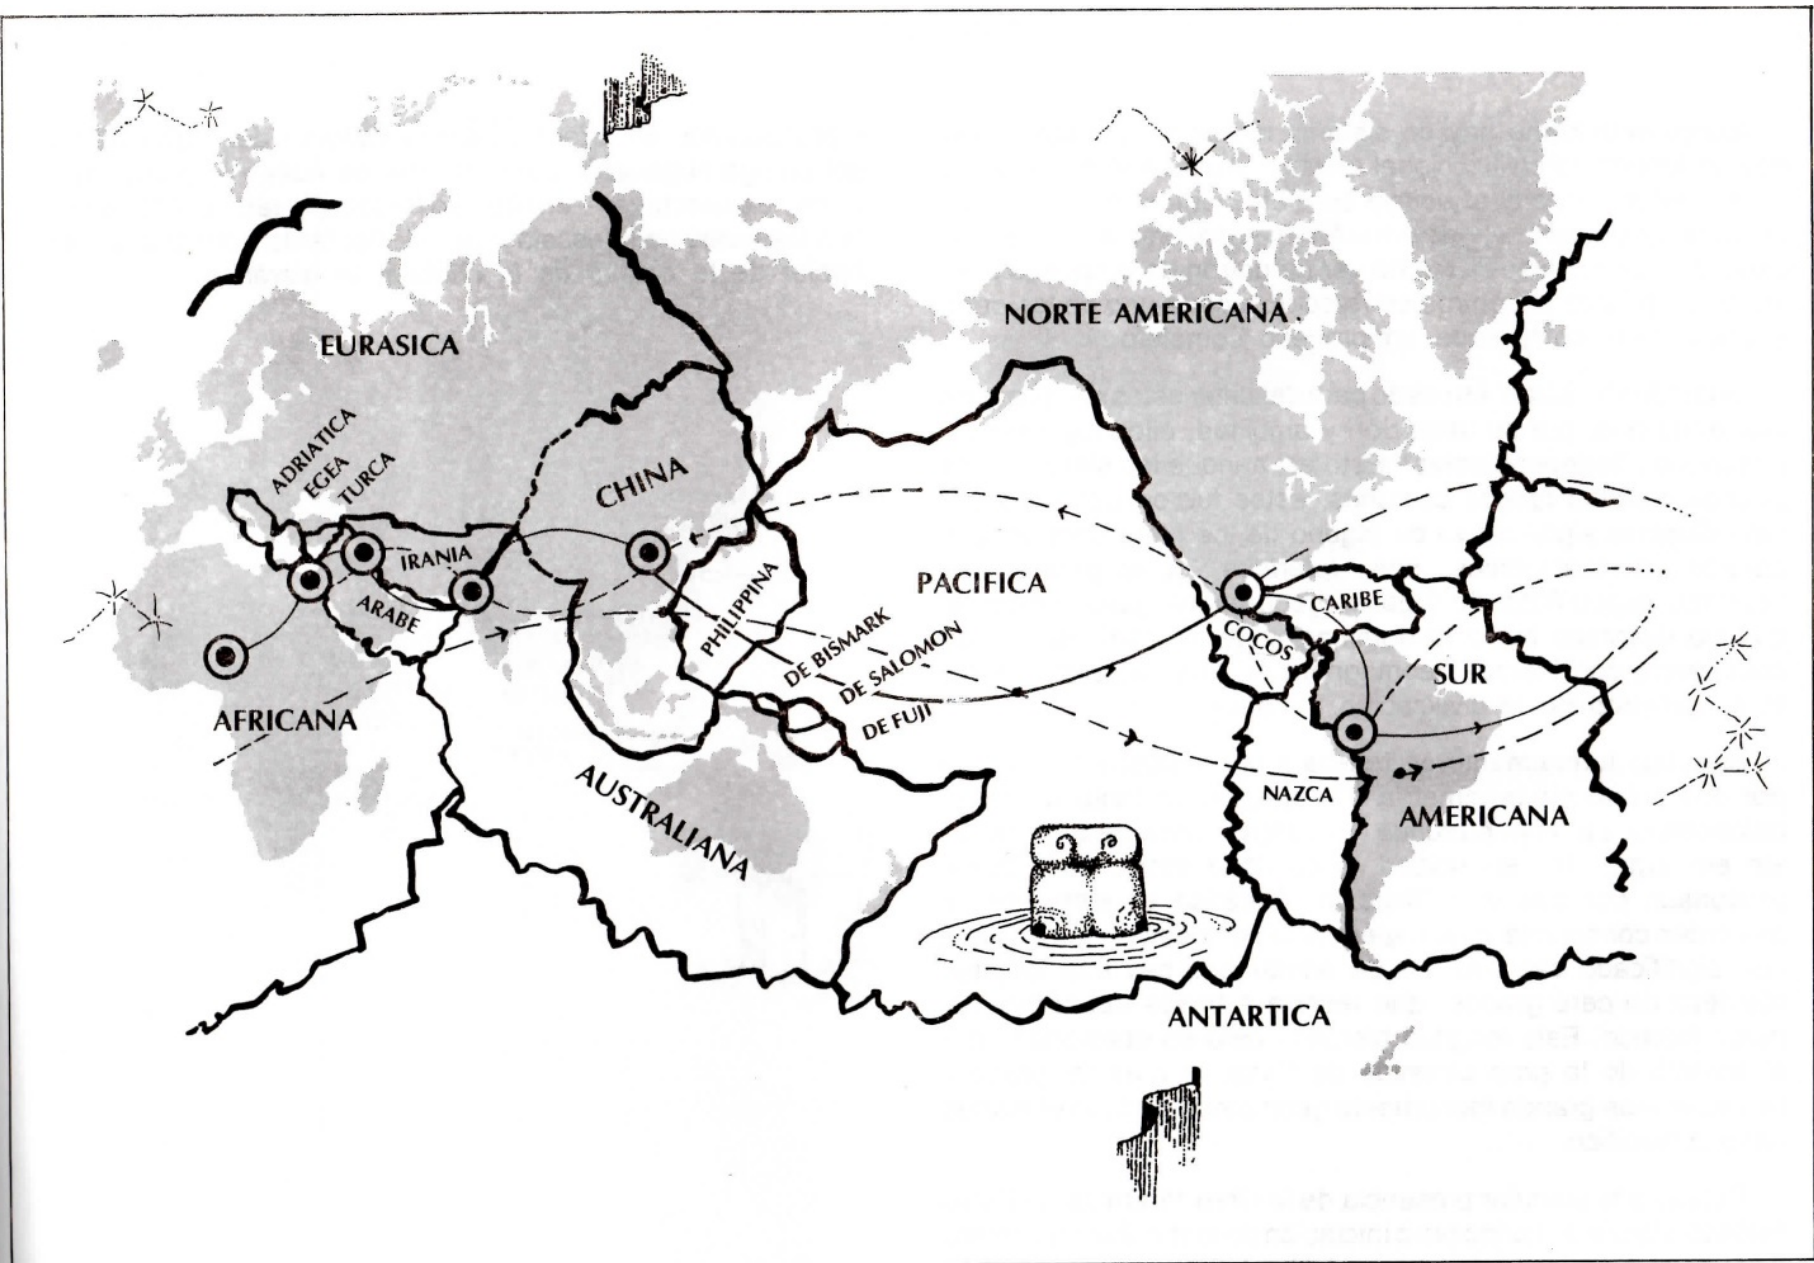 NORTE AMERICANA.
EURASICA
ADRIATICA
EGEA
TURCA
CHINA
IRANIA
ARABE
PHILIPPINA
PACIFICA
CARIBE
COCOS
DE BISMARK
DE SALOMON
DE FUJI
SUR
AMERICANA
AFRICANA
AUSTRALIANA
NAZCA
ANTARTICA